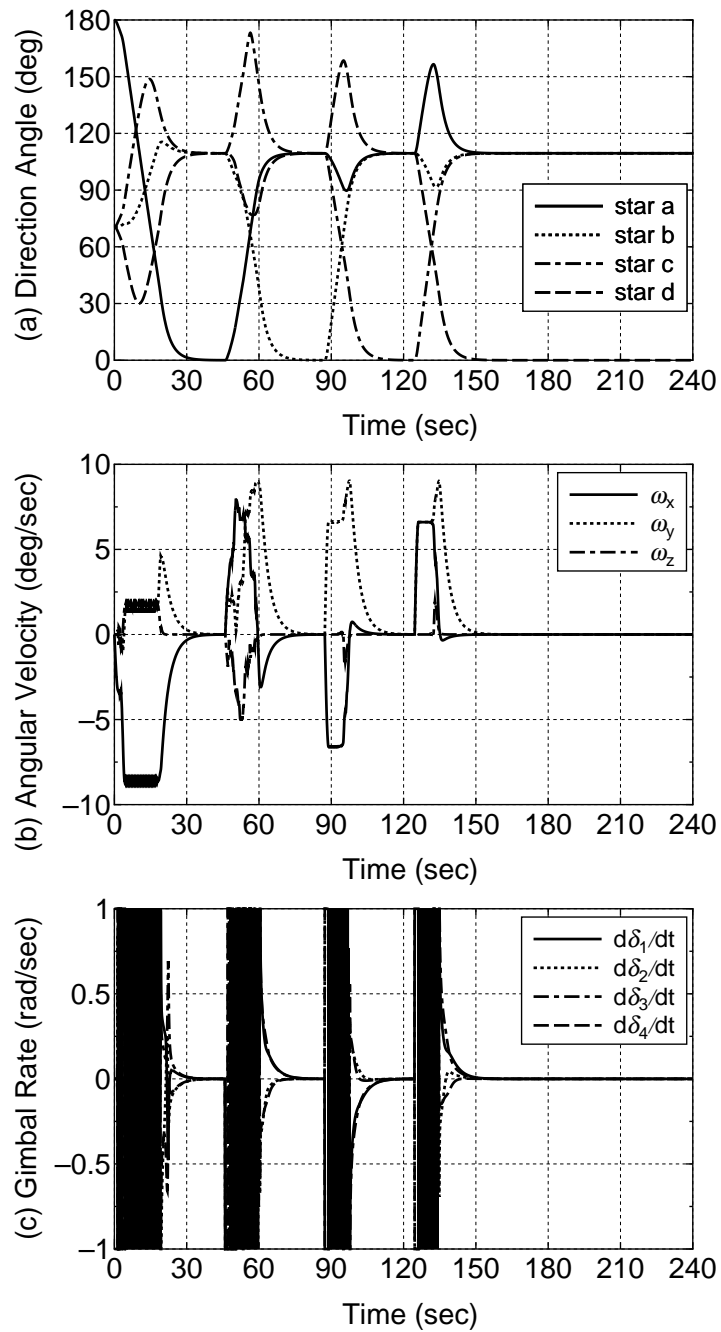 (a) Direction Angle (deg)
180
150
120
90
60
30
0
star a
star b
star c
star d
0 30 60 90 120 150 180 210 240
Time (sec)
(b) Angular Velocity (deg/sec)
10
5
0
−5
−10
ωx
ωy
ωz
0 30 60 90 120 150 180 210 240
Time (sec)
(c) Gimbal Rate (rad/sec)
1
0.5
0
−0.5
−1
dδ1/dt
dδ2/dt
dδ3/dt
dδ4/dt
0 30 60 90 120 150 180 210 240
Time (sec)